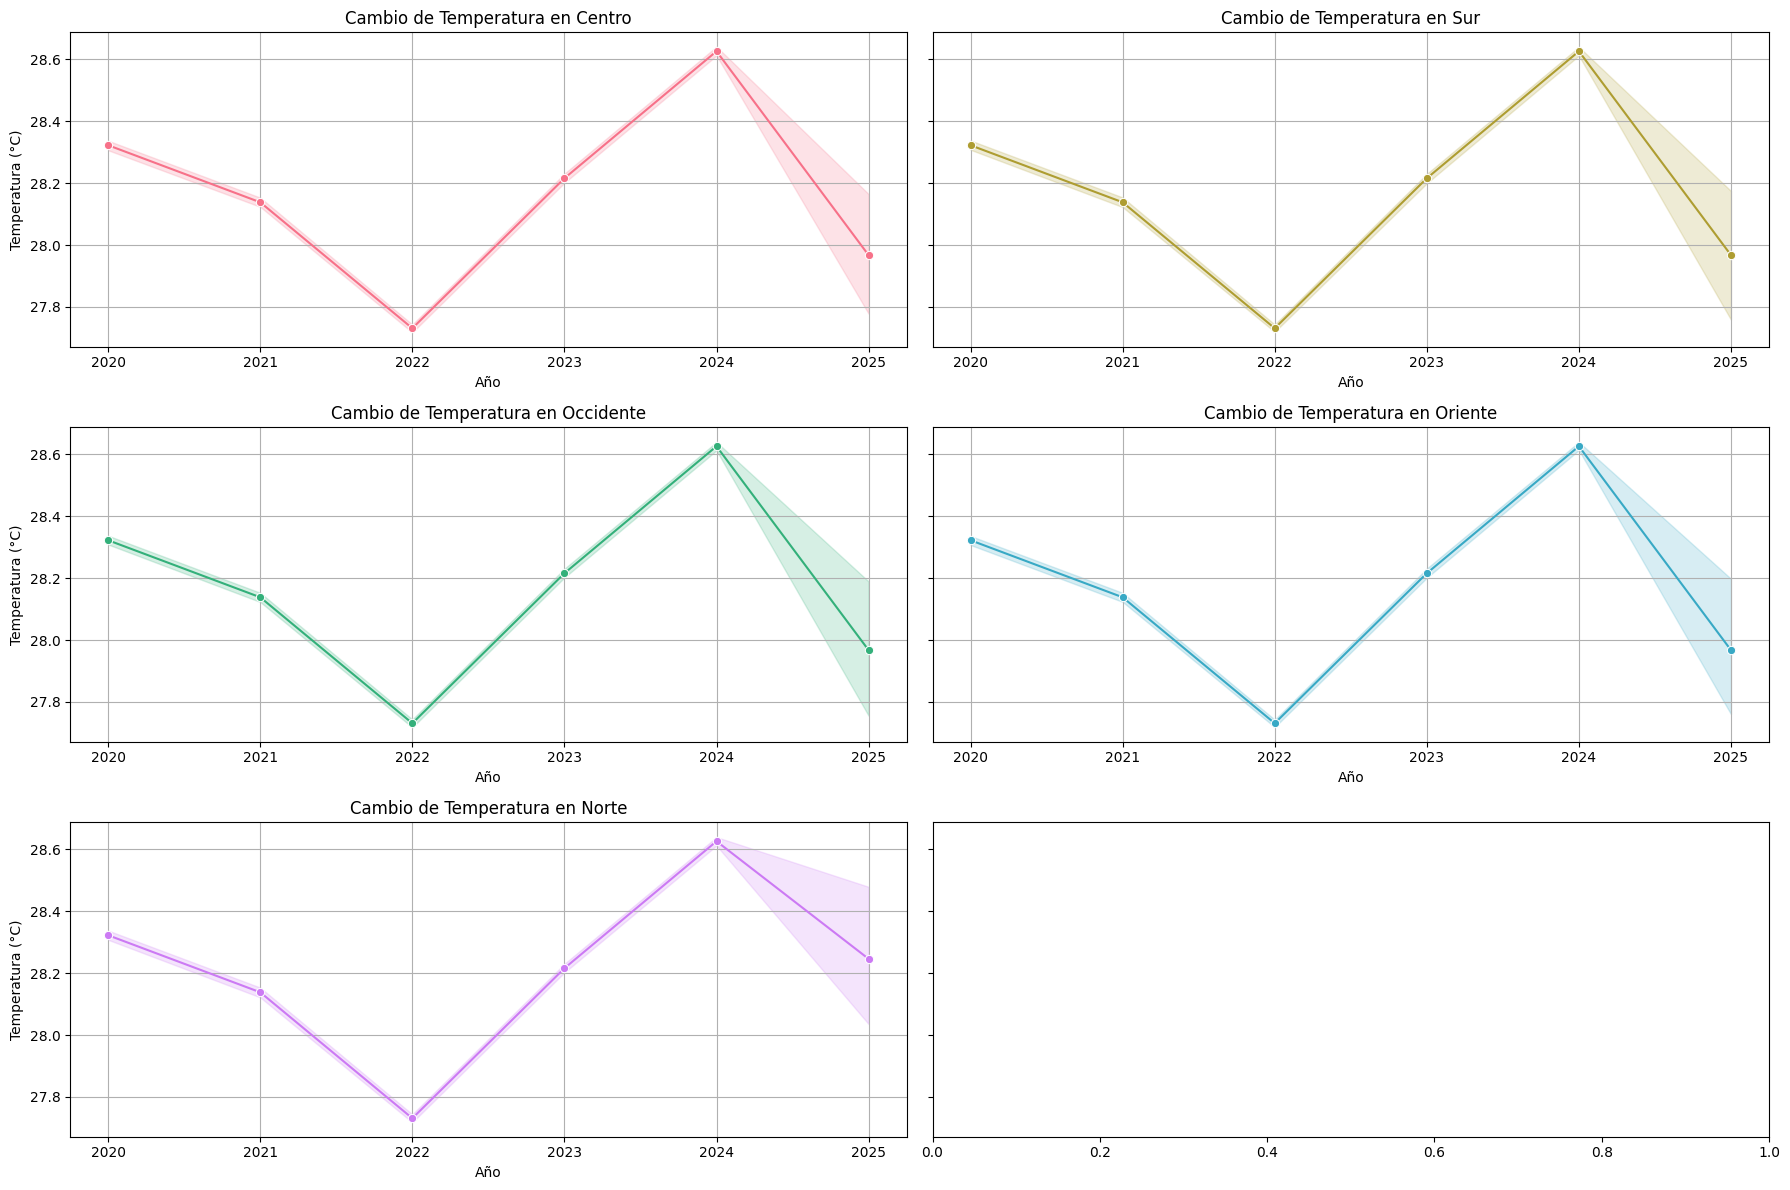 Cambio de Temperatura en Centro
Temperatura (°C)
28.6
28.4
28.2
28.0
27.8
2020 2021 2022 2023 2024 2025
Año
Cambio de Temperatura en Sur
2020 2021 2022 2023 2024 2025
Año
Cambio de Temperatura en Occidente
Temperatura (°C)
28.6
28.4
28.2
28.0
27.8
2020 2021 2022 2023 2024 2025
Año
Cambio de Temperatura en Oriente
2020 2021 2022 2023 2024 2025
Año
Cambio de Temperatura en Norte
Temperatura (°C)
28.6
28.4
28.2
28.0
27.8
2020 2021 2022 2023 2024 2025
Año
0.0 0.2 0.4 0.6 0.8 1.0